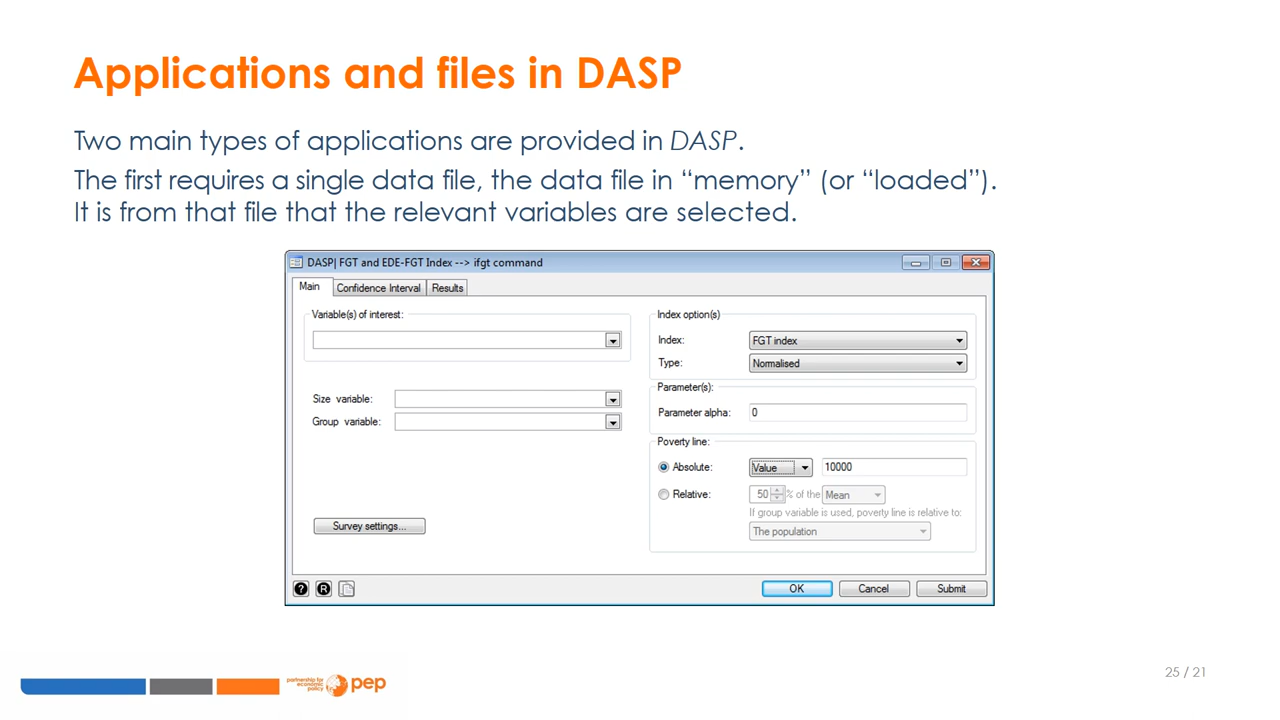 Applications and files in DASP
Two main types of applications are provided in DASP.
The first requires a single data file, the data file in “memory” (or “loaded”).
It is from that file that the relevant variables are selected.
DASP| FGT and EDE-FGT Index --> ifgt command
Main Confidence Interval Results
Variable(s) of interest:
Size variable:
Group variable:
Survey settings...
Index option(s)
Index: FGT index
Type: Normalised
Parameter(s):
Parameter alpha: 0
Poverty line:
Absolute: Value 10000
Relative: 50 % of the Mean
If group variable is used, poverty line is relative to:
The population
? R
OK Cancel Submit
partnership for
economic
policy
pep
25 / 21